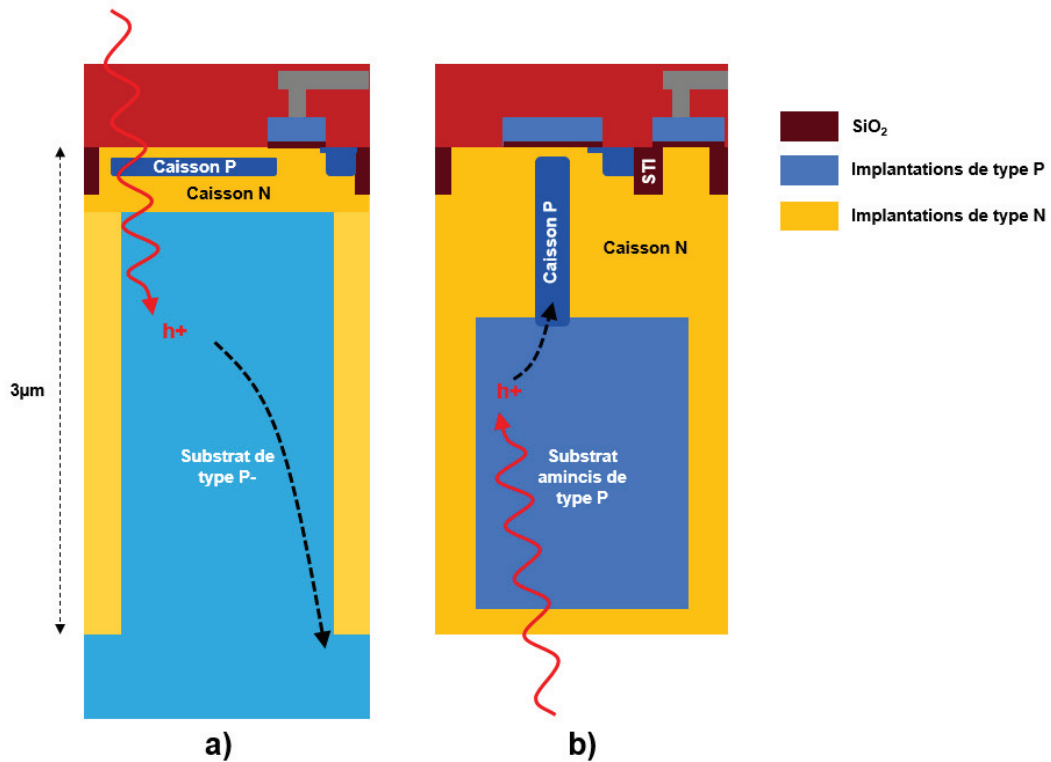 SiO2
Caisson P
STI
Implantations de type P
Caisson N
Caisson P
Implantations de type N
Caisson N
h+
3µm
h+
Substrat de
type P-
Substrat
amincis de
type P
a)
b)